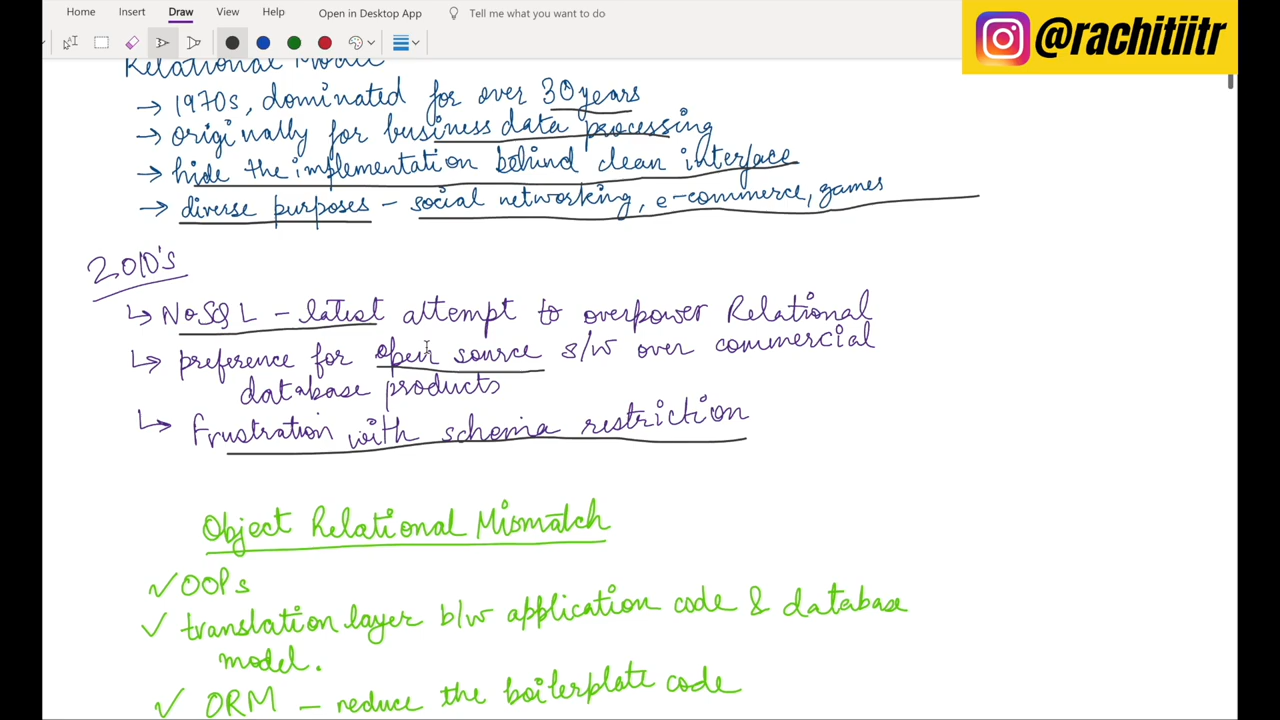 Home Insert Draw View Help Open in Desktop App Tell me what you want to do
@rachitiitr
Relational Model
→ 1970s, dominated for over 30 years
→ originally for business data processing
→ hide the implementation behind clean interface
→ diverse purposes - social networking, e-commerce, games
2010's
↳ NoSQL - latest attempt to overpower Relational
↳ preference for open source s/w over commercial
database products
↳ frustration with schema restriction
Object Relational Mismatch
✓ OOPs
✓ translation layer b/w application code & database
model.
✓ ORM - reduce the boilerplate code